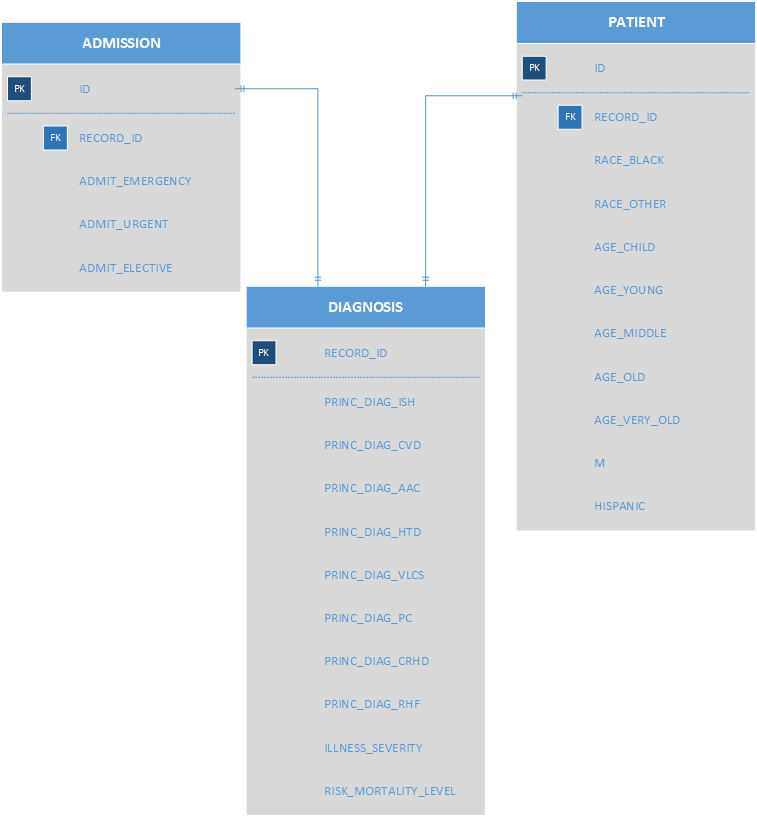 ADMISSION
PK ID
FK RECORD_ID
ADMIT_EMERGENCY
ADMIT_URGENT
ADMIT_ELECTIVE
PATIENT
PK ID
FK RECORD_ID
RACE_BLACK
RACE_OTHER
AGE_CHILD
AGE_YOUNG
AGE_MIDDLE
AGE_OLD
AGE_VERY_OLD
M
HISPANIC
DIAGNOSIS
PK RECORD_ID
PRINC_DIAG_ISH
PRINC_DIAG_CVD
PRINC_DIAG_AAC
PRINC_DIAG_HTD
PRINC_DIAG_VLCS
PRINC_DIAG_PC
PRINC_DIAG_CRHD
PRINC_DIAG_RHF
ILLNESS_SEVERITY
RISK_MORTALITY_LEVEL